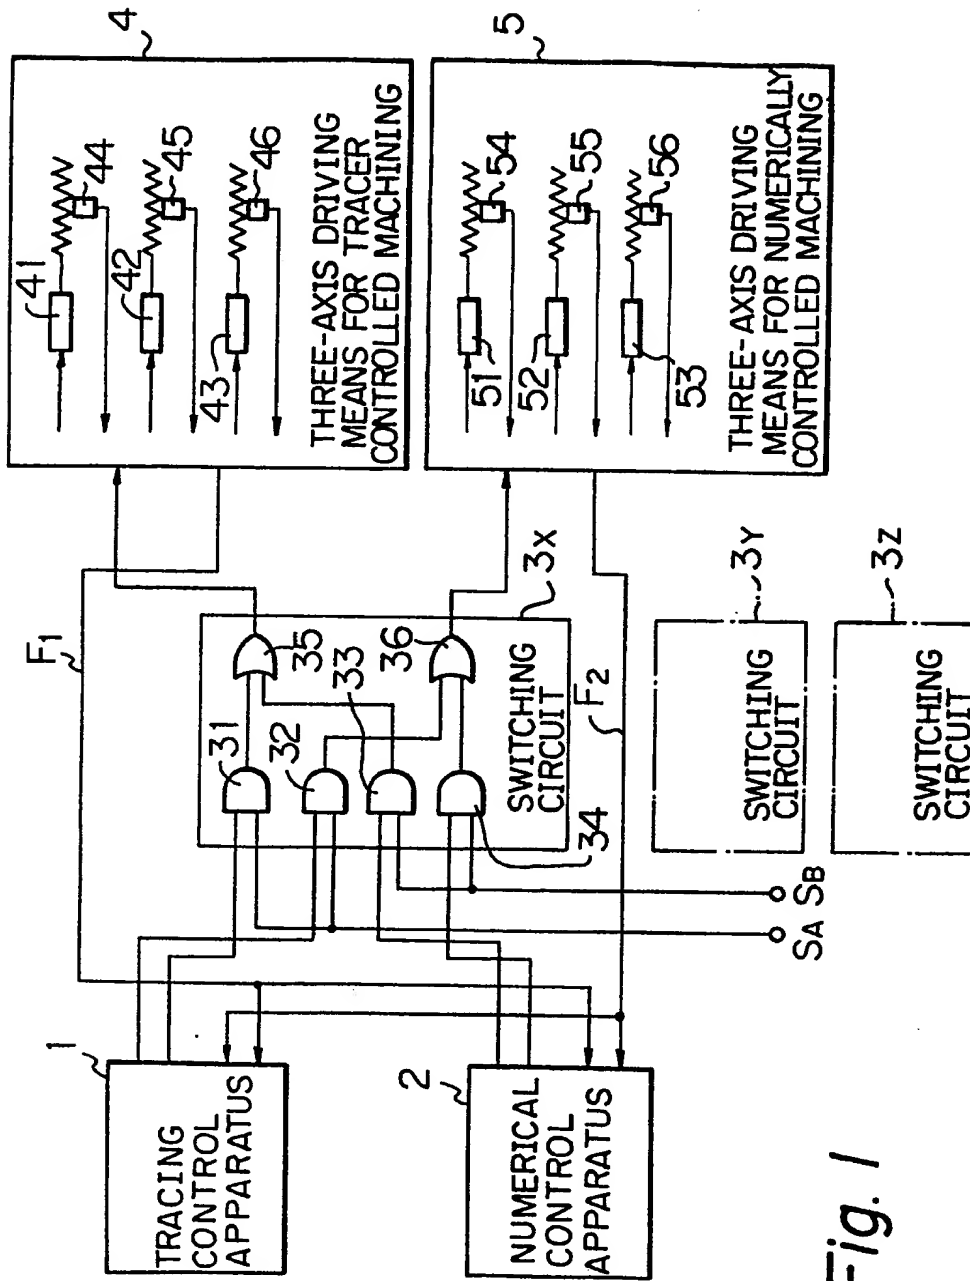 1
TRACING
CONTROL
APPARATUS
2
NUMERICAL
CONTROL
APPARATUS
F1
31
32
33
34
35
36
SWITCHING
CIRCUIT
3X
F2
SA
SB
SWITCHING
CIRCUIT
3Y
SWITCHING
CIRCUIT
3Z
4
41
42
43
44
45
46
THREE-AXIS DRIVING
MEANS FOR TRACER
CONTROLLED MACHINING
5
51
52
53
54
55
56
THREE-AXIS DRIVING
MEANS FOR NUMERICALLY
CONTROLLED MACHINING
Fig. 1